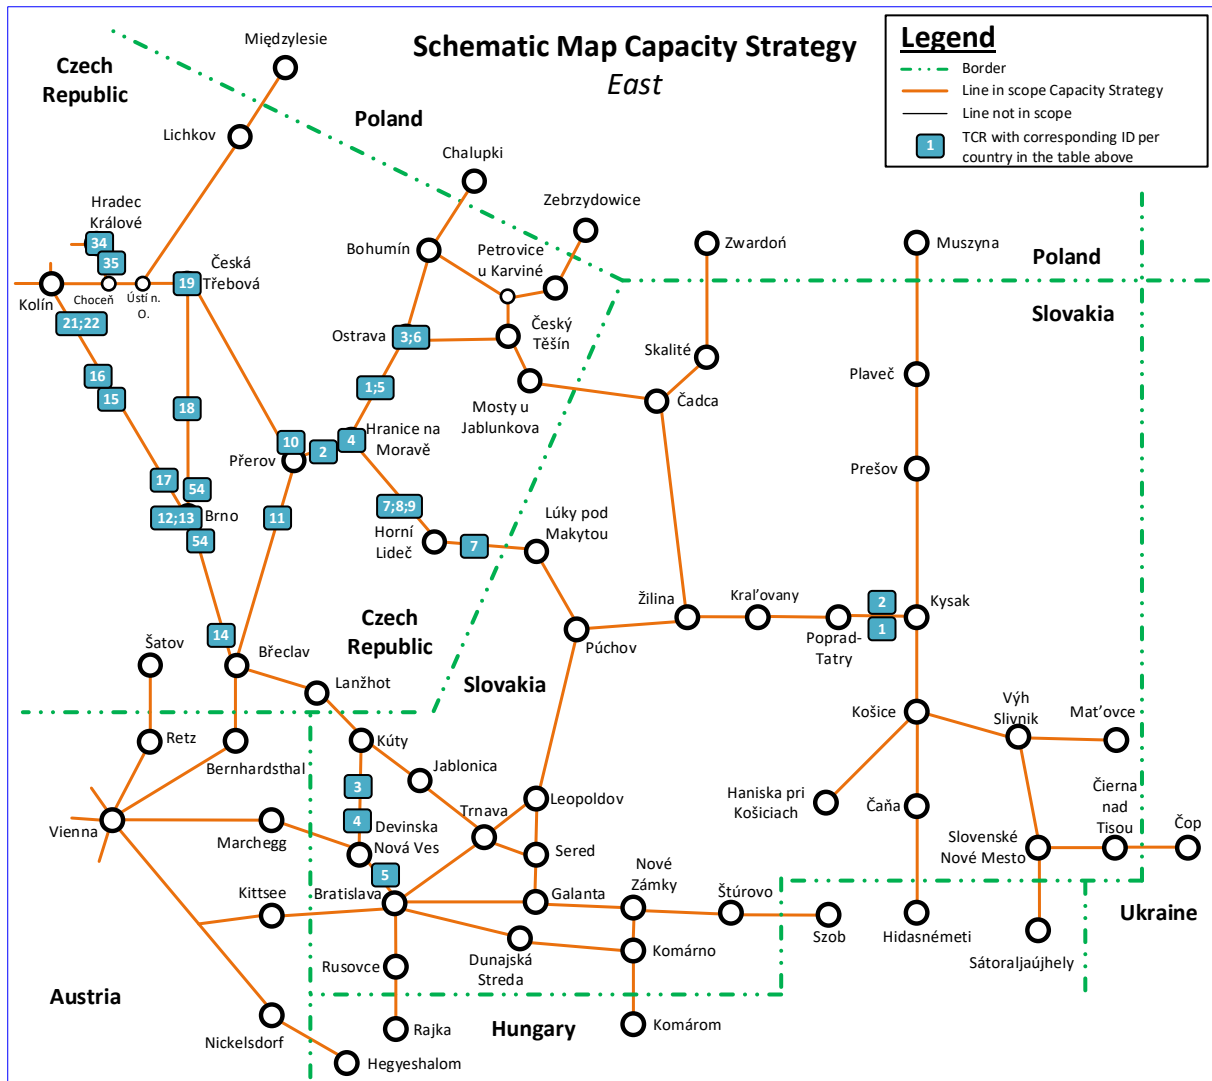 Schematic Map Capacity Strategy
East
Legend
Border
Line in scope Capacity Strategy
Line not in scope
1
TCR with corresponding ID per
country in the table above
Międzylesie
Czech
Republic
Lichkov
Poland
Chalupki
Zebrzydowice
Hradec
Králové
34
35
Bohumín
Petrovice
u Karviné
Zwardoń
Muszyna
Poland
Slovakia
Kolín
Choceň
Ústí n.
O.
19
Česká
Třebová
21;22
Ostrava
3;6
Český
Těšín
Skalité
Plaveč
16
15
1;5
Mosty u
Jablunkova
Čadca
18
10
2
4
Hranice na
Moravě
Přerov
Prešov
17
54
7;8;9
12;13
Brno
11
54
Horní
Lideč
7
Lúky pod
Makytou
Žilina
Kral’ovany
2
1
Kysak
Poprad-
Tatry
14
Czech
Republic
Púchov
Šatov
Břeclav
Lanžhot
Slovakia
Košice
Výh
Slivnik
Mat’ovce
Retz
Bernhardsthal
Kúty
Jablonica
3
4
Trnava
Leopoldov
Haniska pri
Košiciach
Čaňa
Čierna
nad
Tisou
Čop
Vienna
Marchegg
Devinska
Nová Ves
Sered
Slovenské
Nové Mesto
5
Kittsee
Bratislava
Galanta
Nové
Zámky
Štúrovo
Szob
Hidasnémeti
Ukraine
Sátoraljaújhely
Rusovce
Dunajská
Streda
Komárno
Austria
Nickelsdorf
Rajka
Hungary
Komárom
Hegyeshalom